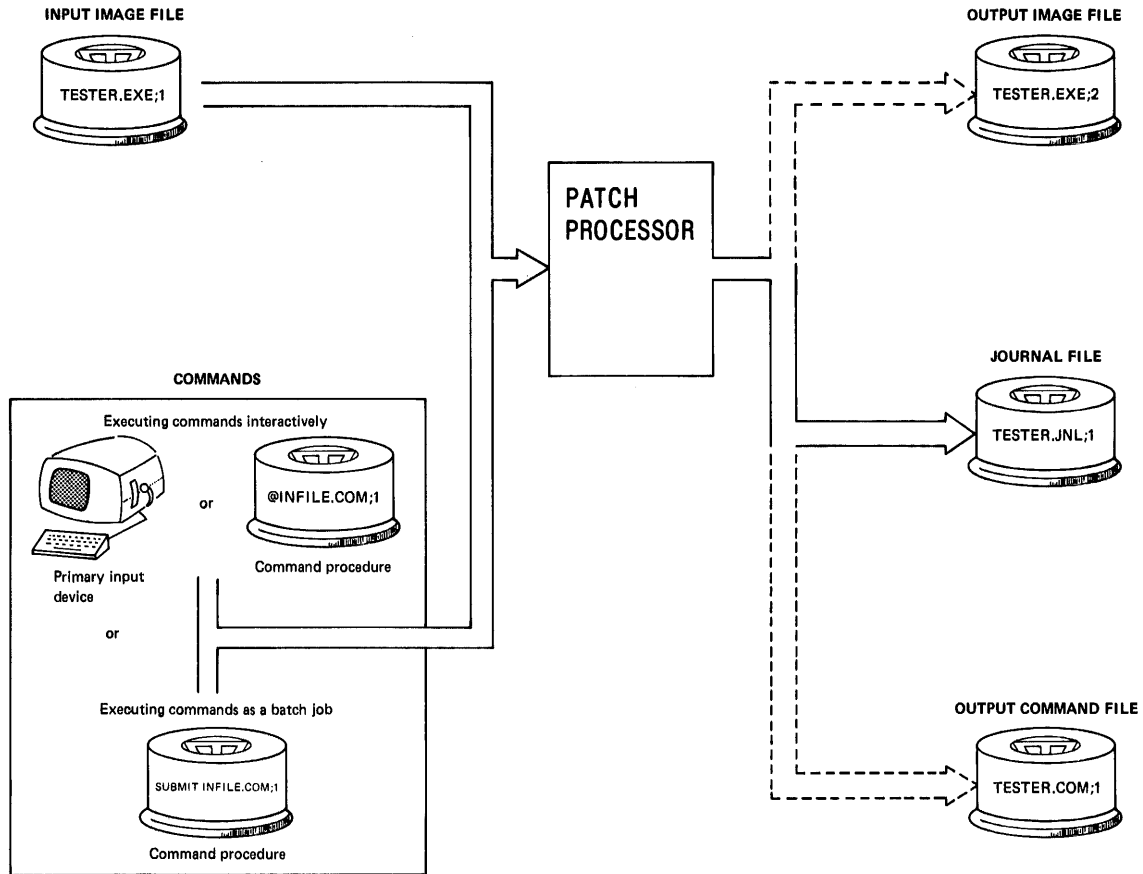 INPUT IMAGE FILE
TESTER.EXE;1
OUTPUT IMAGE FILE
TESTER.EXE;2
PATCH
PROCESSOR
JOURNAL FILE
TESTER.JNL;1
COMMANDS
Executing commands interactively
or
@INFILE.COM;1
Primary input
device
Command procedure
or
Executing commands as a batch job
SUBMIT INFILE.COM;1
Command procedure
OUTPUT COMMAND FILE
TESTER.COM;1